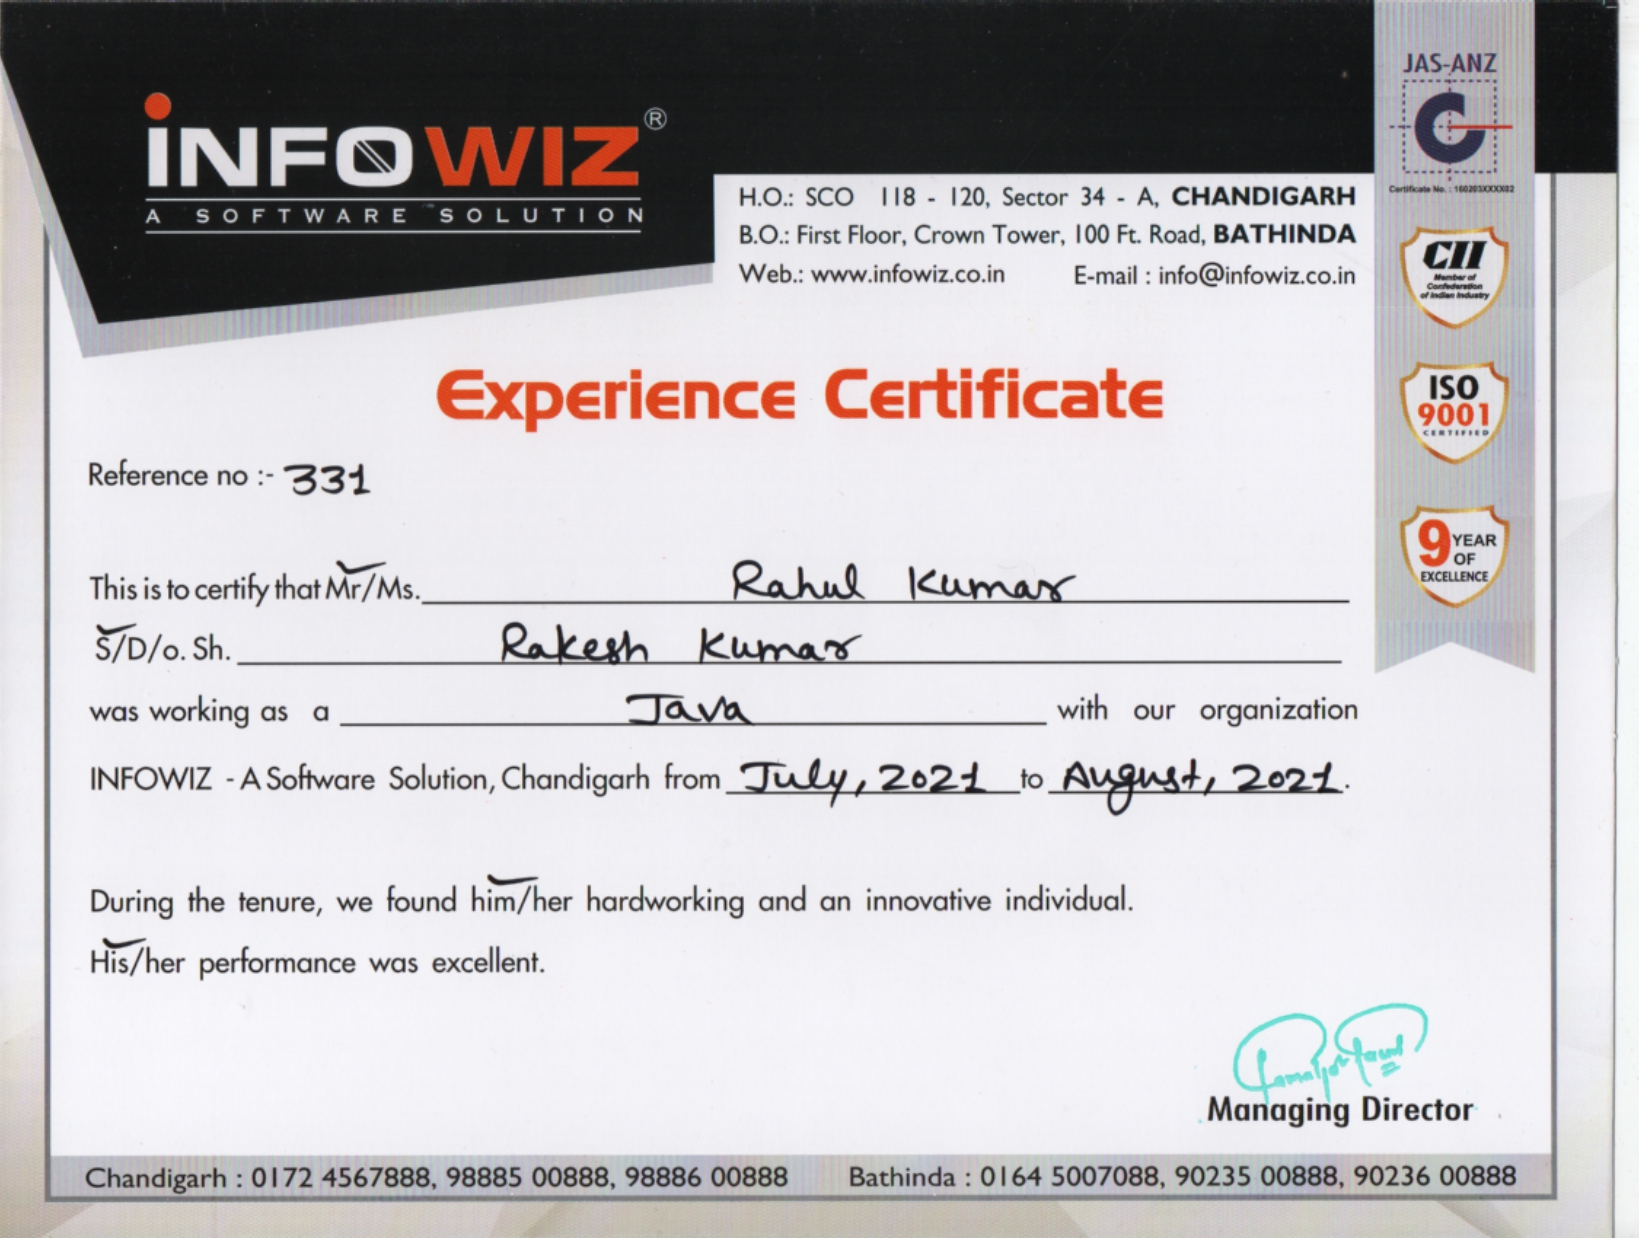 INFOWIZ®
A SOFTWARE SOLUTION
H.O.: SCO 118 - 120, Sector 34 - A, CHANDIGARH
B.O.: First Floor, Crown Tower, 100 Ft. Road, BATHINDA
Web.: www.infowiz.co.in E-mail : info@infowiz.co.in
JAS-ANZ
Certificate No. : 160203XXXX02
CII
Member of
Confederation
of Indian Industry
ISO
9001
CERTIFIED
9 YEAR
OF
EXCELLENCE
Experience Certificate
Reference no :- 331
This is to certify that Mr/Ms. Rahul Kumar
S/D/o. Sh. Rakesh Kumar
was working as a Java with our organization
INFOWIZ - A Software Solution, Chandigarh from July, 2021 to August, 2021.
During the tenure, we found him/her hardworking and an innovative individual.
His/her performance was excellent.
Managing Director
Chandigarh : 0172 4567888, 98885 00888, 98886 00888 Bathinda : 0164 5007088, 90235 00888, 90236 00888